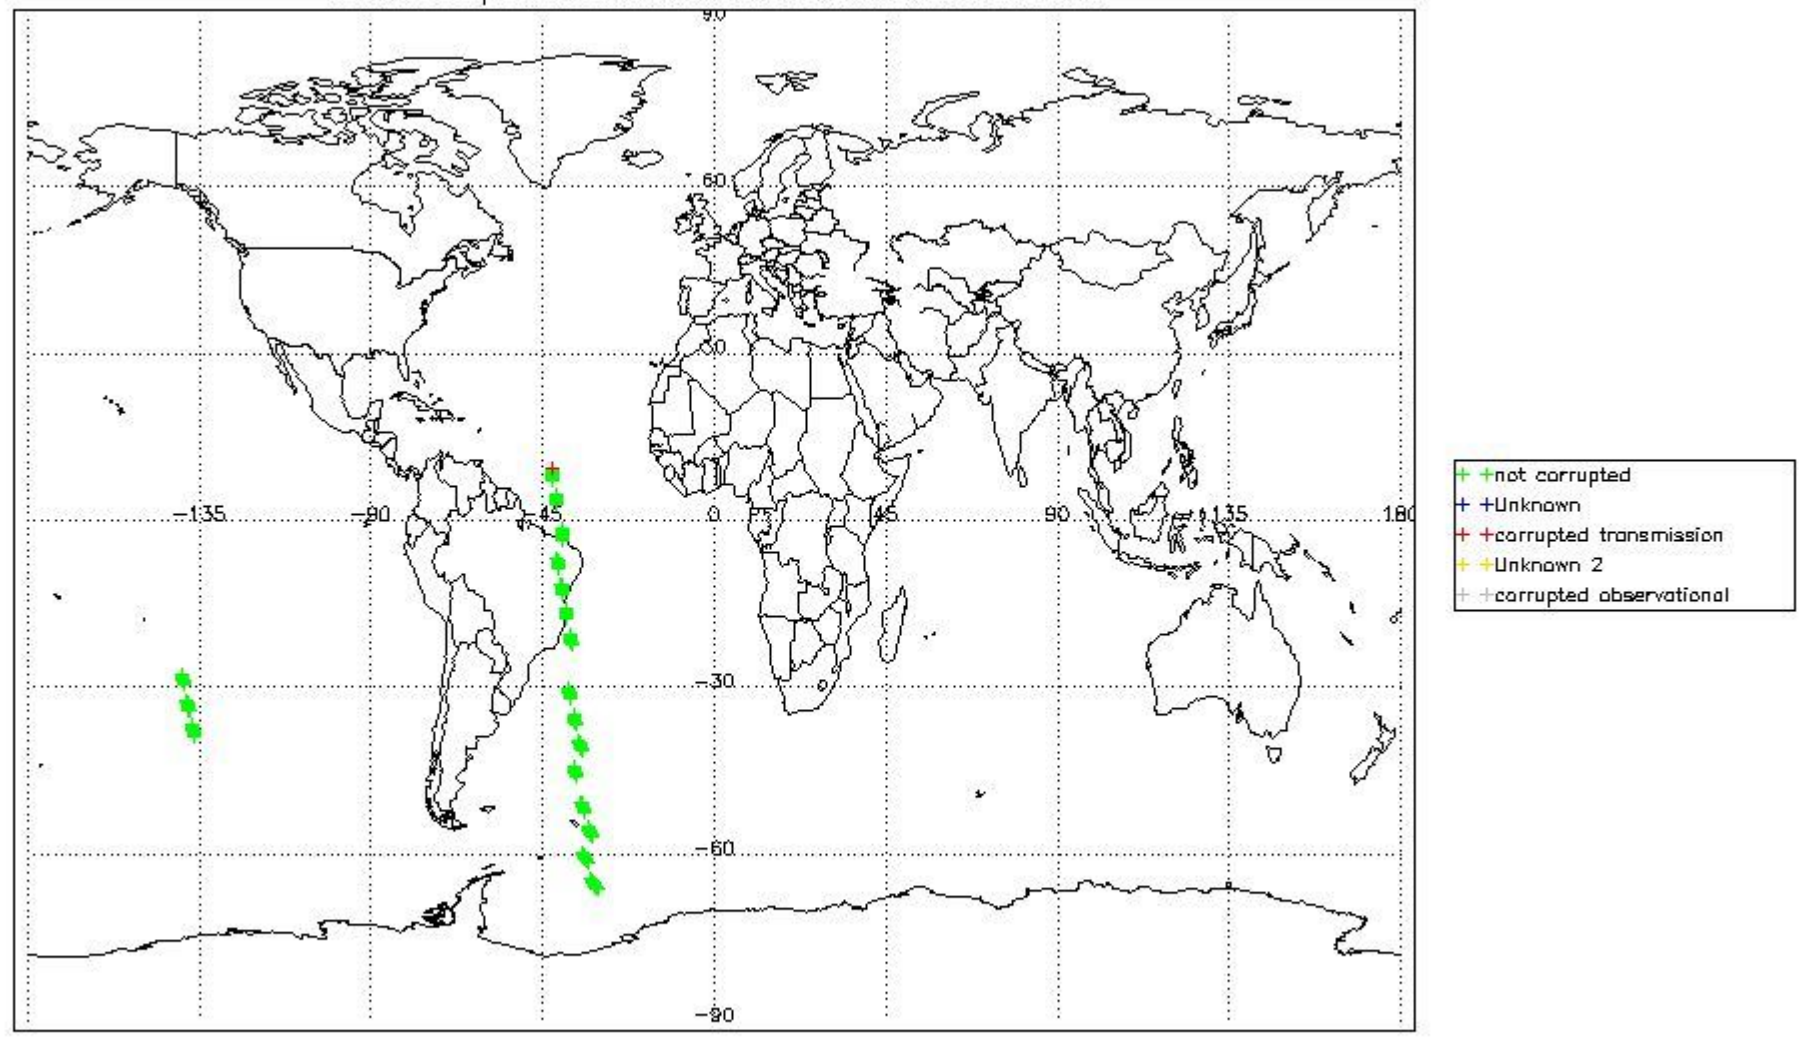 90
60
30
-135 -90 -45 0 45 90 135 180
-30
-60
-90
not corrupted
Unknown
corrupted transmission
Unknown 2
corrupted observational